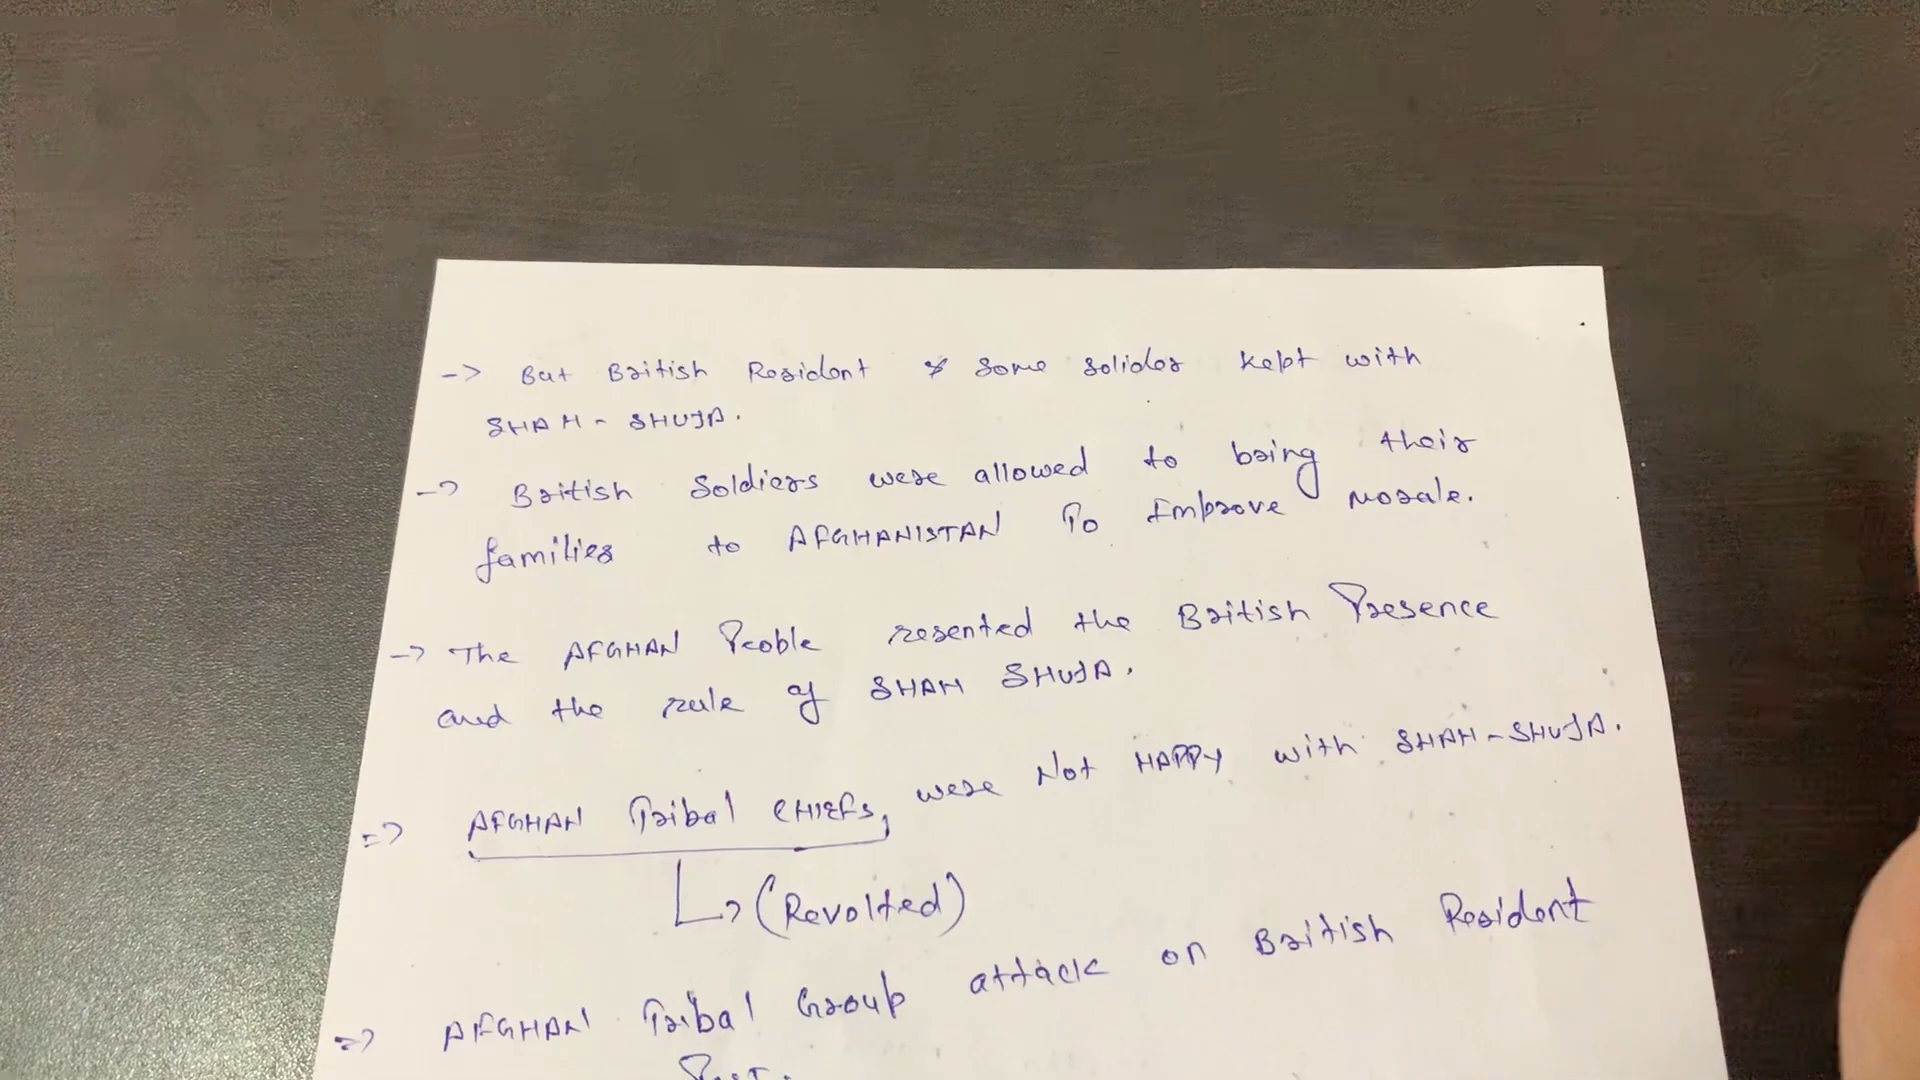 -> But British Resident & some solider kept with
SHAH - SHUJA.
-> British Soldiers were allowed to bring their
families to AFGHANISTAN To Improve Morale.
-> The AFGHAN People resented the British Presence
and the rule of SHAH SHUJA.
=> AFGHAN Tribal CHIEFS, were Not HAPPY with SHAH-SHUJA.
↳ (Revolted)
=> AFGHAN Tribal Group attack on British Resident